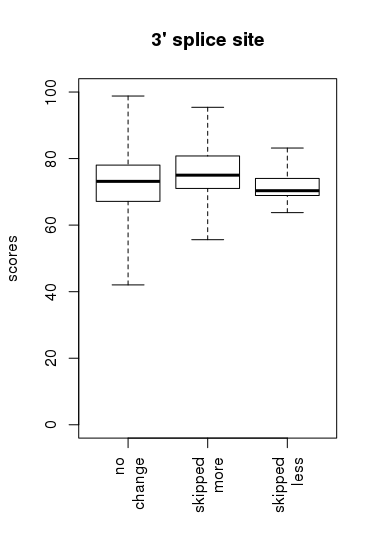 3' splice site
100
80
60
40
20
0
scores
no
change
skipped
more
skipped
less